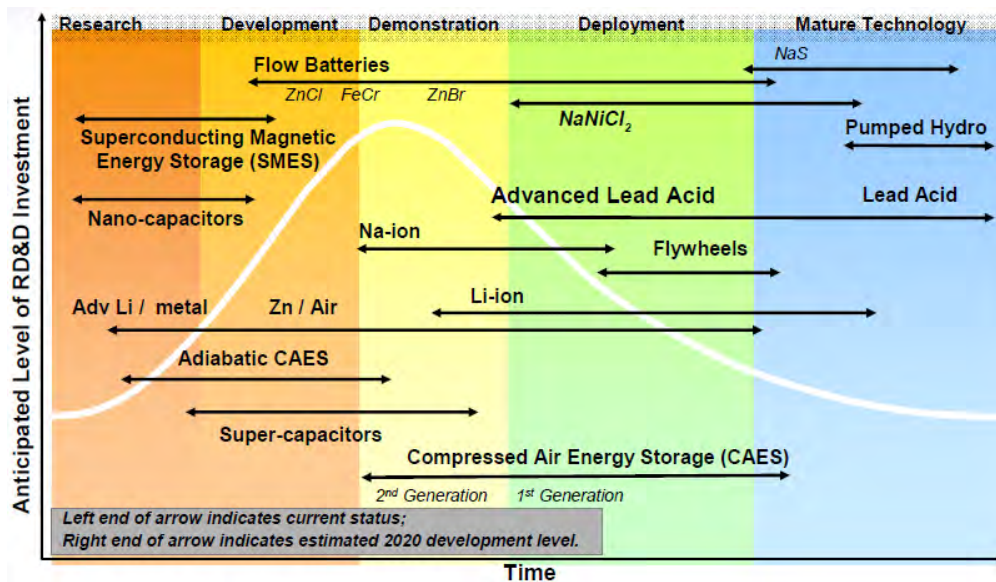 Research Development Demonstration Deployment Mature Technology
NaS
Flow Batteries
ZnCl FeCr ZnBr
NaNiCl₂
Superconducting Magnetic
Energy Storage (SMES)
Pumped Hydro
Advanced Lead Acid Lead Acid
Nano-capacitors
Na-ion
Flywheels
Li-ion
Adv Li / metal Zn / Air
Adiabatic CAES
Super-capacitors
Compressed Air Energy Storage (CAES)
2nd Generation 1st Generation
Left end of arrow indicates current status;
Right end of arrow indicates estimated 2020 development level.
Anticipated Level of RD&D Investment
Time